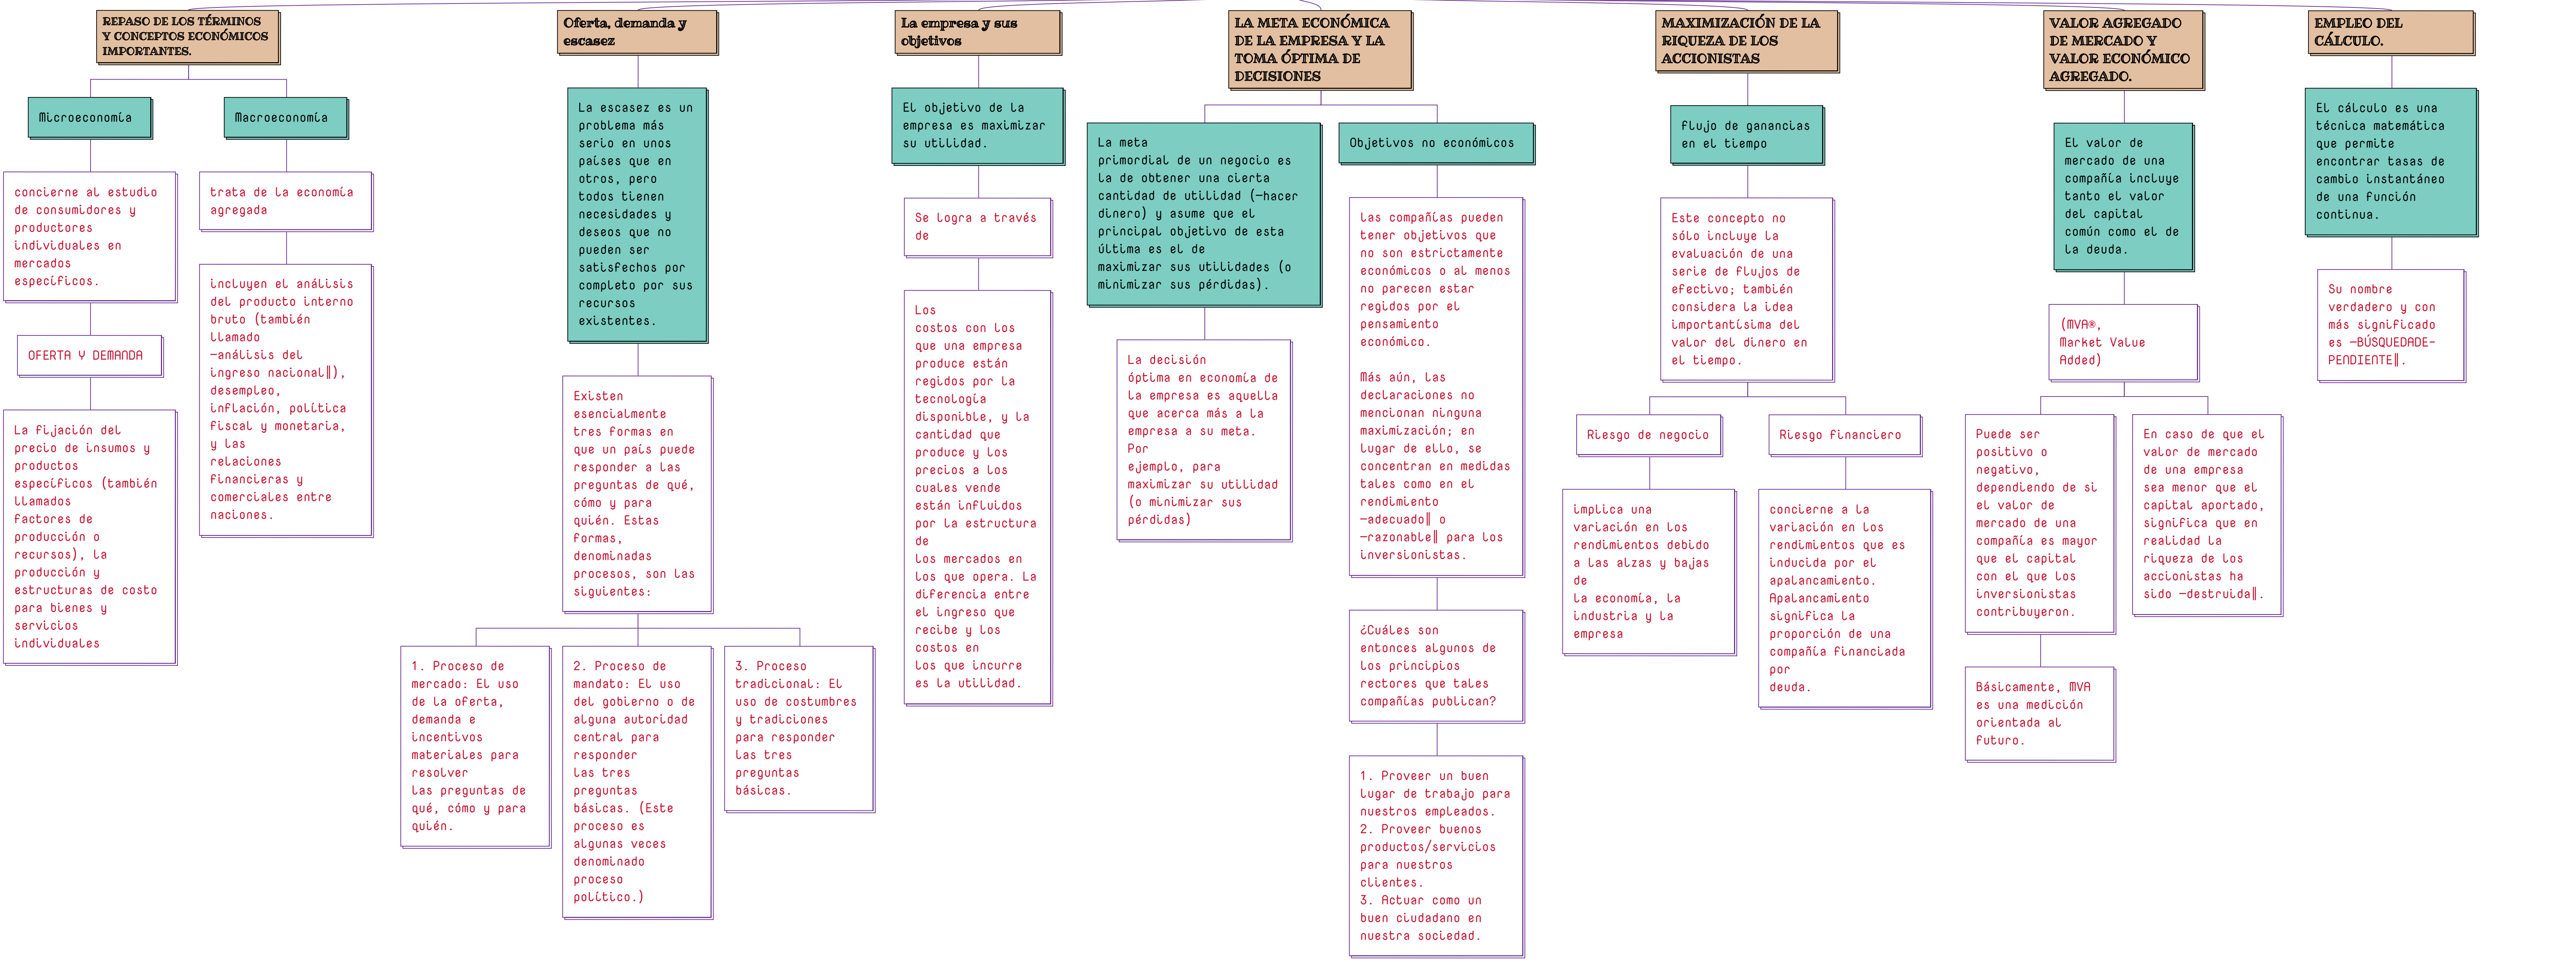 REPASO DE LOS TÉRMINOS
Y CONCEPTOS ECONÓMICOS
IMPORTANTES.
Microeconomía
concierne al estudio
de consumidores y
productores
individuales en
mercados
específicos.
OFERTA Y DEMANDA
La fijación del
precio de insumos y
productos
específicos (también
llamados
factores de
producción o
recursos), la
producción y
estructuras de costo
para bienes y
servicios
individuales
Macroeconomía
trata de la economía
agregada
incluyen el análisis
del producto interno
bruto (también
llamado
―análisis del
ingreso nacional‖),
desempleo,
inflación, política
fiscal y monetaria,
y las
relaciones
financieras y
comerciales entre
naciones.
Oferta, demanda y
escasez
La escasez es un
problema más
serio en unos
países que en
otros, pero
todos tienen
necesidades y
deseos que no
pueden ser
satisfechos por
completo por sus
recursos
existentes.
Existen
esencialmente
tres formas en
que un país puede
responder a las
preguntas de qué,
cómo y para
quién. Estas
formas,
denominadas
procesos, son las
siguientes:
1. Proceso de
mercado: El uso
de la oferta,
demanda e
incentivos
materiales para
resolver
las preguntas de
qué, cómo y para
quién.
2. Proceso de
mandato: El uso
del gobierno o de
alguna autoridad
central para
responder
las tres
preguntas
básicas. (Este
proceso es
algunas veces
denominado
proceso
político.)
3. Proceso
tradicional: El
uso de costumbres
y tradiciones
para responder
las tres
preguntas
básicas.
La empresa y sus
objetivos
El objetivo de la
empresa es maximizar
su utilidad.
Se logra a través
de
Los
costos con los
que una empresa
produce están
regidos por la
tecnología
disponible, y la
cantidad que
produce y los
precios a los
cuales vende
están influidos
por la estructura
de
los mercados en
los que opera. La
diferencia entre
el ingreso que
recibe y los
costos en
los que incurre
es la utilidad.
LA META ECONÓMICA
DE LA EMPRESA Y LA
TOMA ÓPTIMA DE
DECISIONES
La meta
primordial de un negocio es
la de obtener una cierta
cantidad de utilidad (―hacer
dinero) y asume que el
principal objetivo de esta
última es el de
maximizar sus utilidades (o
minimizar sus pérdidas).
La decisión
óptima en economía de
la empresa es aquella
que acerca más a la
empresa a su meta.
Por
ejemplo, para
maximizar su utilidad
(o minimizar sus
pérdidas)
Objetivos no económicos
Las compañías pueden
tener objetivos que
no son estrictamente
económicos o al menos
no parecen estar
regidos por el
pensamiento
económico.
Más aún, las
declaraciones no
mencionan ninguna
maximización; en
lugar de ello, se
concentran en medidas
tales como en el
rendimiento
―adecuado‖ o
―razonable‖ para los
inversionistas.
¿Cuáles son
entonces algunos de
los principios
rectores que tales
compañías publican?
1. Proveer un buen
lugar de trabajo para
nuestros empleados.
2. Proveer buenos
productos/servicios
para nuestros
clientes.
3. Actuar como un
buen ciudadano en
nuestra sociedad.
MAXIMIZACIÓN DE LA
RIQUEZA DE LOS
ACCIONISTAS
flujo de ganancias
en el tiempo
Este concepto no
sólo incluye la
evaluación de una
serie de flujos de
efectivo; también
considera la idea
importantísima del
valor del dinero en
el tiempo.
Riesgo de negocio
implica una
variación en los
rendimientos debido
a las alzas y bajas
de
la economía, la
industria y la
empresa
Riesgo financiero
concierne a la
variación en los
rendimientos que es
inducida por el
apalancamiento.
Apalancamiento
significa la
proporción de una
compañía financiada
por
deuda.
VALOR AGREGADO
DE MERCADO Y
VALOR ECONÓMICO
AGREGADO.
El valor de
mercado de una
compañía incluye
tanto el valor
del capital
común como el de
la deuda.
(MVA®,
Market Value
Added)
Puede ser
positivo o
negativo,
dependiendo de si
el valor de
mercado de una
compañía es mayor
que el capital
con el que los
inversionistas
contribuyeron.
Básicamente, MVA
es una medición
orientada al
futuro.
En caso de que el
valor de mercado
de una empresa
sea menor que el
capital aportado,
significa que en
realidad la
riqueza de los
accionistas ha
sido ―destruida‖.
EMPLEO DEL
CÁLCULO.
El cálculo es una
técnica matemática
que permite
encontrar tasas de
cambio instantáneo
de una función
continua.
Su nombre
verdadero y con
más significado
es ―BÚSQUEDADE-
PENDIENTE‖.